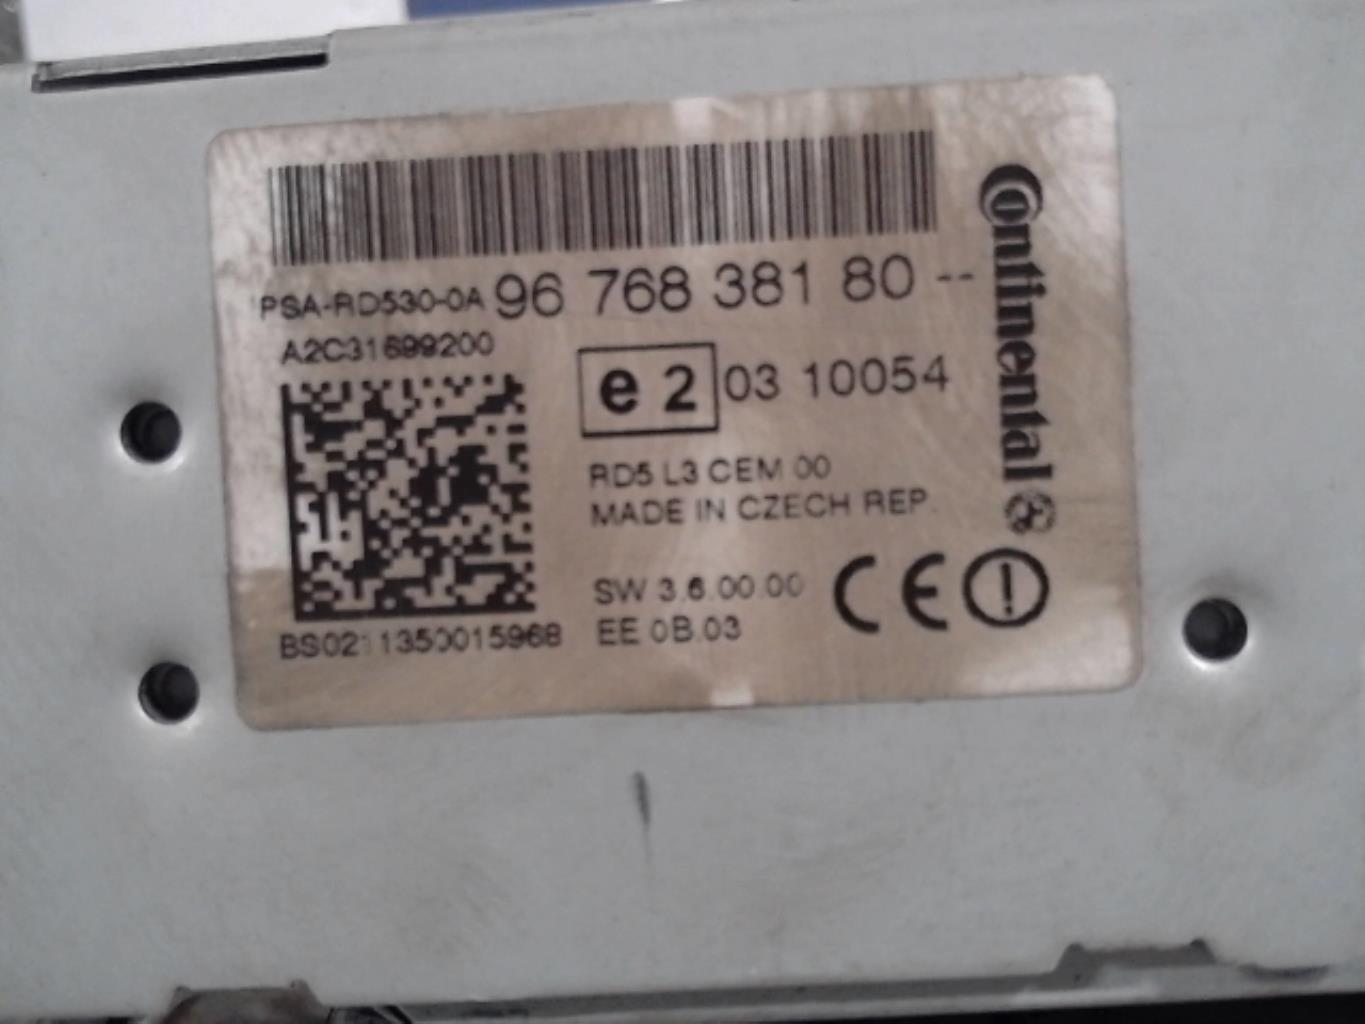 PSA-RD530-0A 96 768 381 80 --
A2C31699200
e2 03 10054
RD5 L3 CEM 00
MADE IN CZECH REP.
SW 3.6.00.00
EE 0B.03
BS0211350015968
CE
Continental